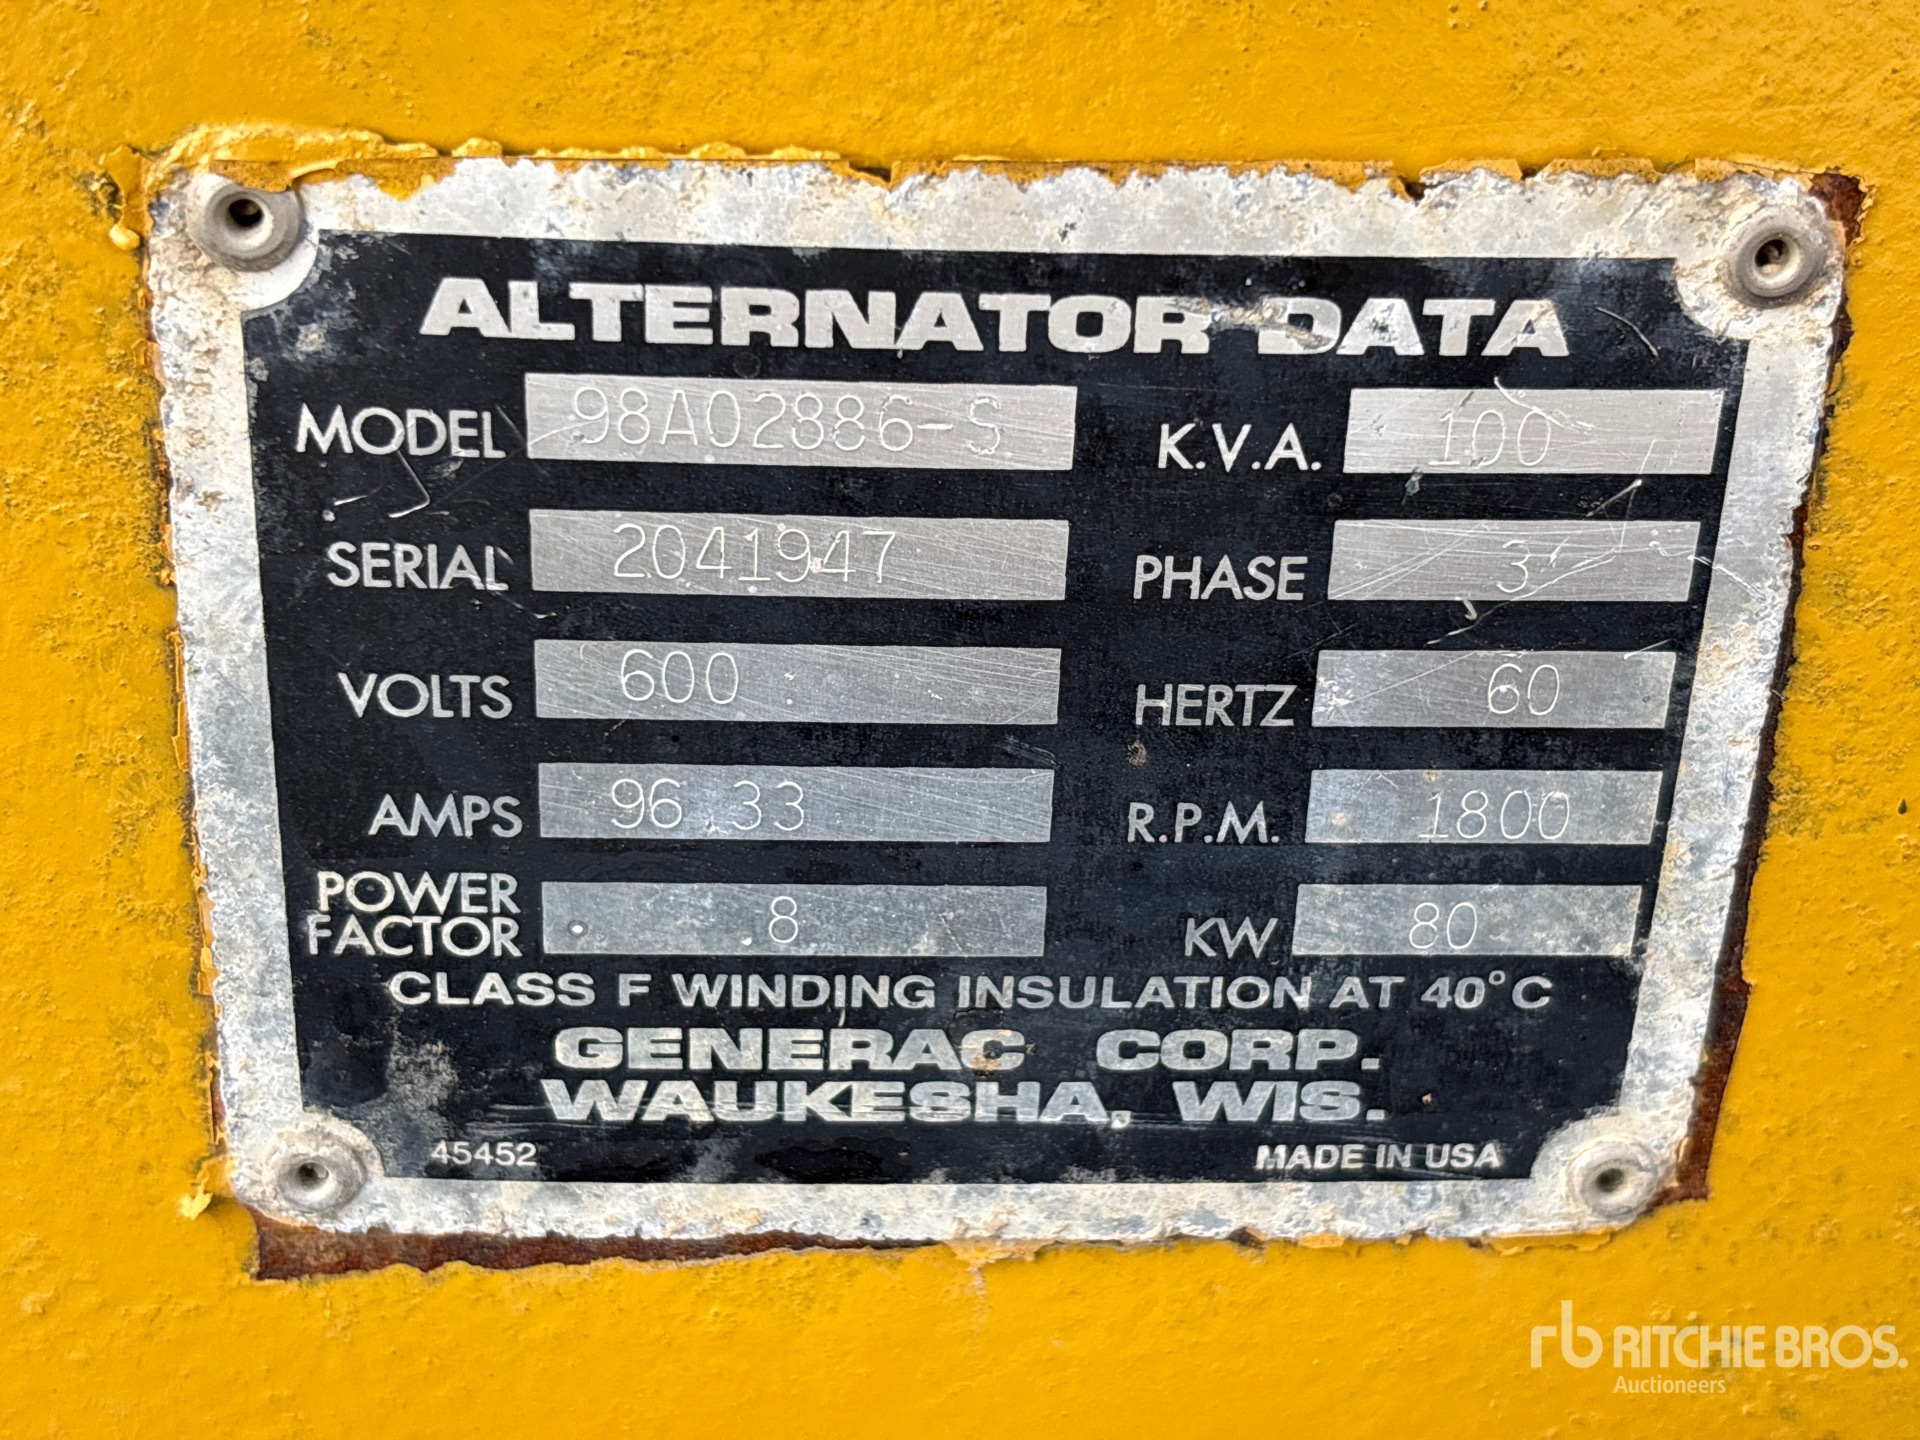 ALTERNATOR DATA
MODEL 98A02886-S K.V.A. 100
SERIAL 2041947 PHASE 3
VOLTS 600 HERTZ 60
AMPS 96 33 R.P.M. 1800
POWER
FACTOR 8 KW 80
CLASS F WINDING INSULATION AT 40°C
GENERAC CORP.
WAUKESHA, WIS.
45452 MADE IN USA
rb RITCHIE BROS.
Auctioneers